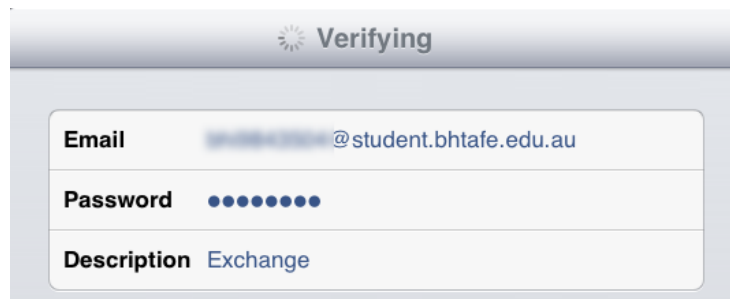 Verifying
Email @student.bhtafe.edu.au
Password ●●●●●●●●
Description Exchange